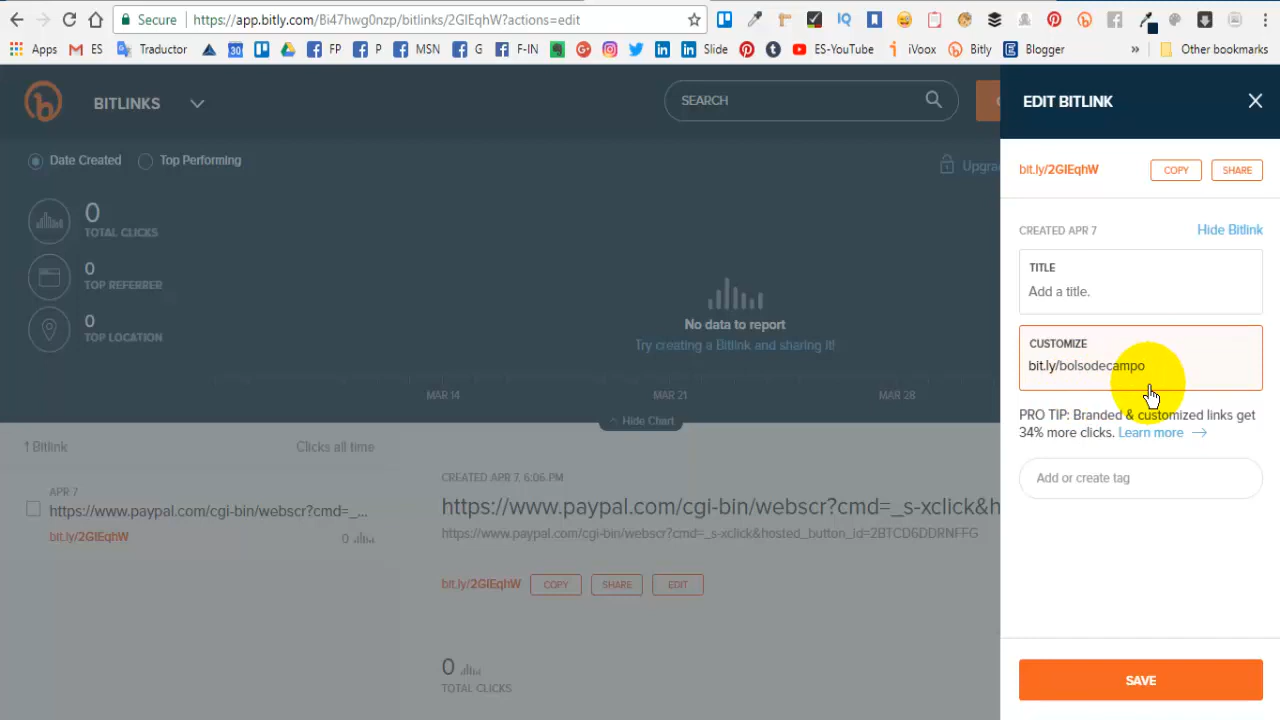 Secure https://app.bitly.com/Bi47hwg0nzp/bitlinks/2GIEqhW?actions=edit
Apps ES Traductor FP P MSN G F-IN Slide ES-YouTube iVoox Bitly Blogger » Other bookmarks
BITLINKS
SEARCH
EDIT BITLINK
Date Created Top Performing
Upgra
bit.ly/2GIEqhW COPY SHARE
0
TOTAL CLICKS
CREATED APR 7 Hide Bitlink
0
TOP REFERRER
TITLE
Add a title.
0
TOP LOCATION
No data to report
Try creating a Bitlink and sharing it!
CUSTOMIZE
bit.ly/bolsodecampo
MAR 14 MAR 21 MAR 28
Hide Chart
PRO TIP: Branded & customized links get
34% more clicks. Learn more →
1 Bitlink Clicks all time
Add or create tag
APR 7
https://www.paypal.com/cgi-bin/webscr?cmd=_...
bit.ly/2GIEqhW 0
CREATED APR 7, 6:06 PM
https://www.paypal.com/cgi-bin/webscr?cmd=_s-xclick&h
https://www.paypal.com/cgi-bin/webscr?cmd=_s-xclick&hosted_button_id=2BTCD6DDRNFFG
bit.ly/2GIEqhW COPY SHARE EDIT
0
TOTAL CLICKS
SAVE